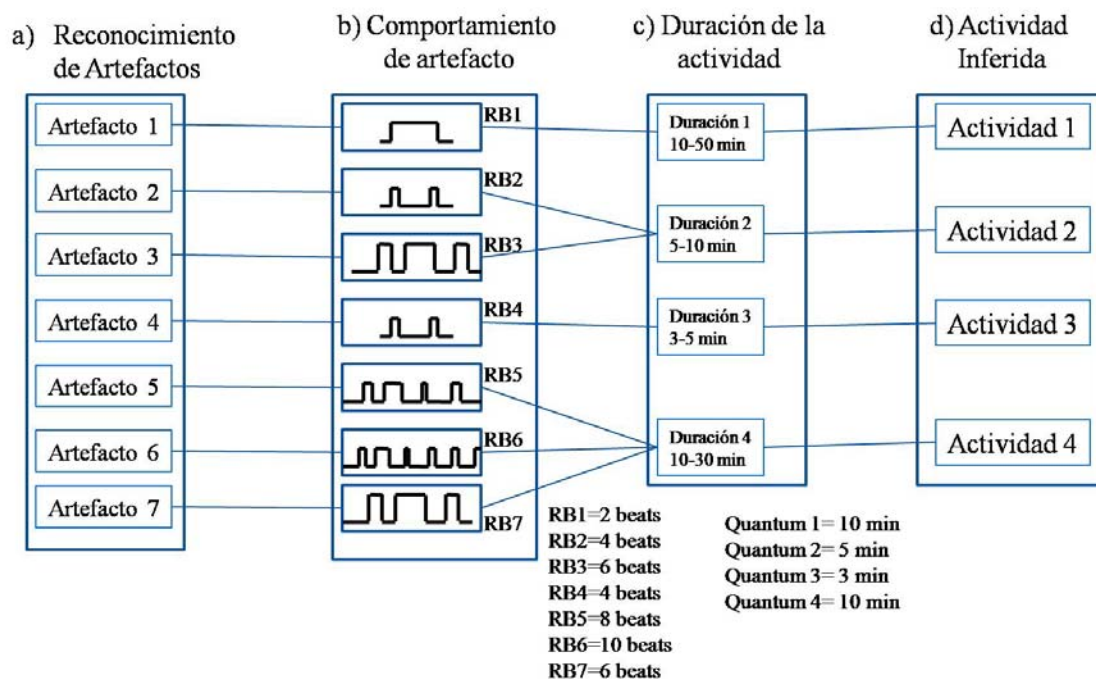 a) Reconocimiento
de Artefactos
Artefacto 1
Artefacto 2
Artefacto 3
Artefacto 4
Artefacto 5
Artefacto 6
Artefacto 7
b) Comportamiento
de artefacto
RB1
RB2
RB3
RB4
RB5
RB6
RB7
c) Duración de la
actividad
Duración 1
10-50 min
Duración 2
5-10 min
Duración 3
3-5 min
Duración 4
10-30 min
d) Actividad
Inferida
Actividad 1
Actividad 2
Actividad 3
Actividad 4
RB1=2 beats
RB2=4 beats
RB3=6 beats
RB4=4 beats
RB5=8 beats
RB6=10 beats
RB7=6 beats
Quantum 1= 10 min
Quantum 2= 5 min
Quantum 3= 3 min
Quantum 4= 10 min